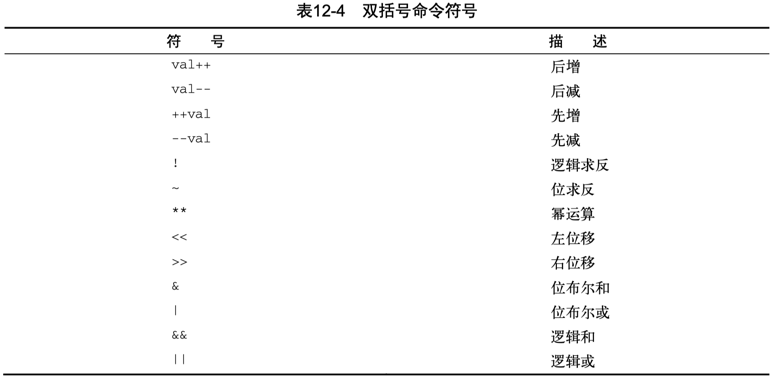 表12-4 双括号命令符号
符 号 描 述
val++ 后增
val-- 后减
++val 先增
--val 先减
! 逻辑求反
~ 位求反
** 幂运算
<< 左位移
>> 右位移
& 位布尔和
| 位布尔或
&& 逻辑和
|| 逻辑或